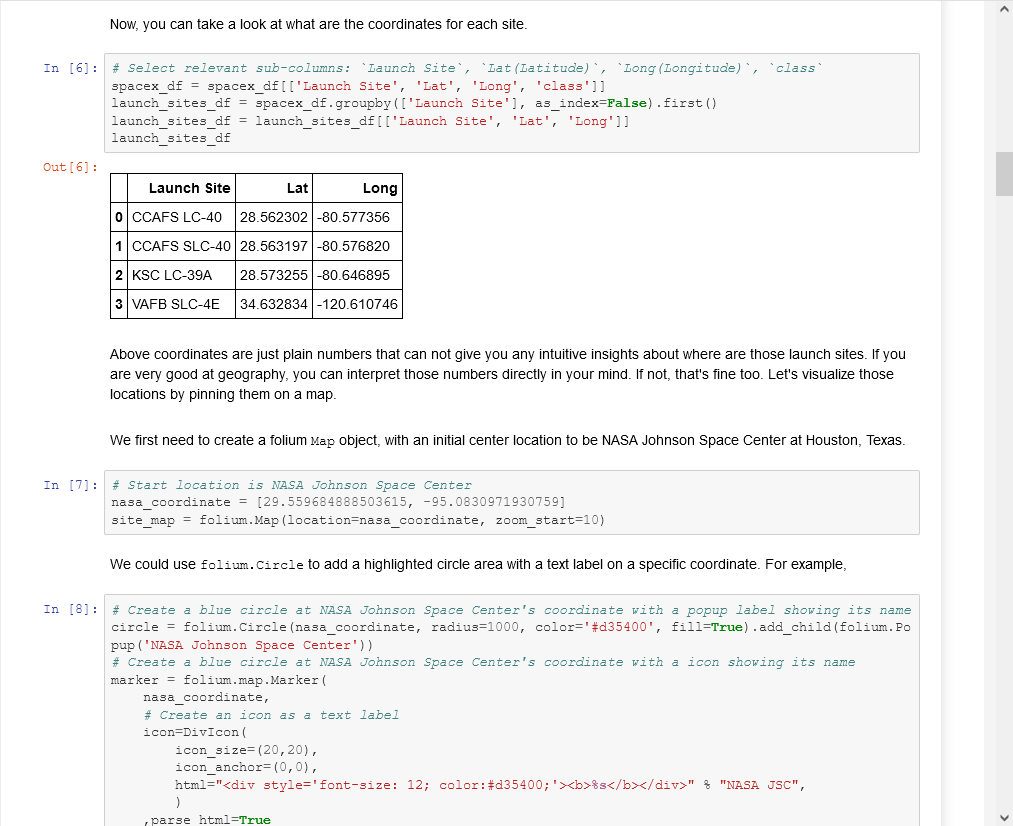 Now, you can take a look at what are the coordinates for each site.
In [6]: # Select relevant sub-columns: `Launch Site`, `Lat(Latitude)`, `Long(Longitude)`, `class`
spacex_df = spacex_df[['Launch Site', 'Lat', 'Long', 'class']]
launch_sites_df = spacex_df.groupby(['Launch Site'], as_index=False).first()
launch_sites_df = launch_sites_df[['Launch Site', 'Lat', 'Long']]
launch_sites_df
Out[6]:
Launch Site Lat Long
0 CCAFS LC-40 28.562302 -80.577356
1 CCAFS SLC-40 28.563197 -80.576820
2 KSC LC-39A 28.573255 -80.646895
3 VAFB SLC-4E 34.632834 -120.610746
Above coordinates are just plain numbers that can not give you any intuitive insights about where are those launch sites. If you
are very good at geography, you can interpret those numbers directly in your mind. If not, that's fine too. Let's visualize those
locations by pinning them on a map.
We first need to create a folium Map object, with an initial center location to be NASA Johnson Space Center at Houston, Texas.
In [7]: # Start location is NASA Johnson Space Center
nasa_coordinate = [29.559684888503615, -95.0830971930759]
site_map = folium.Map(location=nasa_coordinate, zoom_start=10)
We could use folium.Circle to add a highlighted circle area with a text label on a specific coordinate. For example,
In [8]: # Create a blue circle at NASA Johnson Space Center's coordinate with a popup label showing its name
circle = folium.Circle(nasa_coordinate, radius=1000, color='#d35400', fill=True).add_child(folium.Po
pup('NASA Johnson Space Center'))
# Create a blue circle at NASA Johnson Space Center's coordinate with a icon showing its name
marker = folium.map.Marker(
    nasa_coordinate,
    # Create an icon as a text label
    icon=DivIcon(
        icon_size=(20,20),
        icon_anchor=(0,0),
        html="<div style='font-size: 12; color:#d35400;'><b>%s</b></div>" % "NASA JSC",
        )
    ,parse_html=True